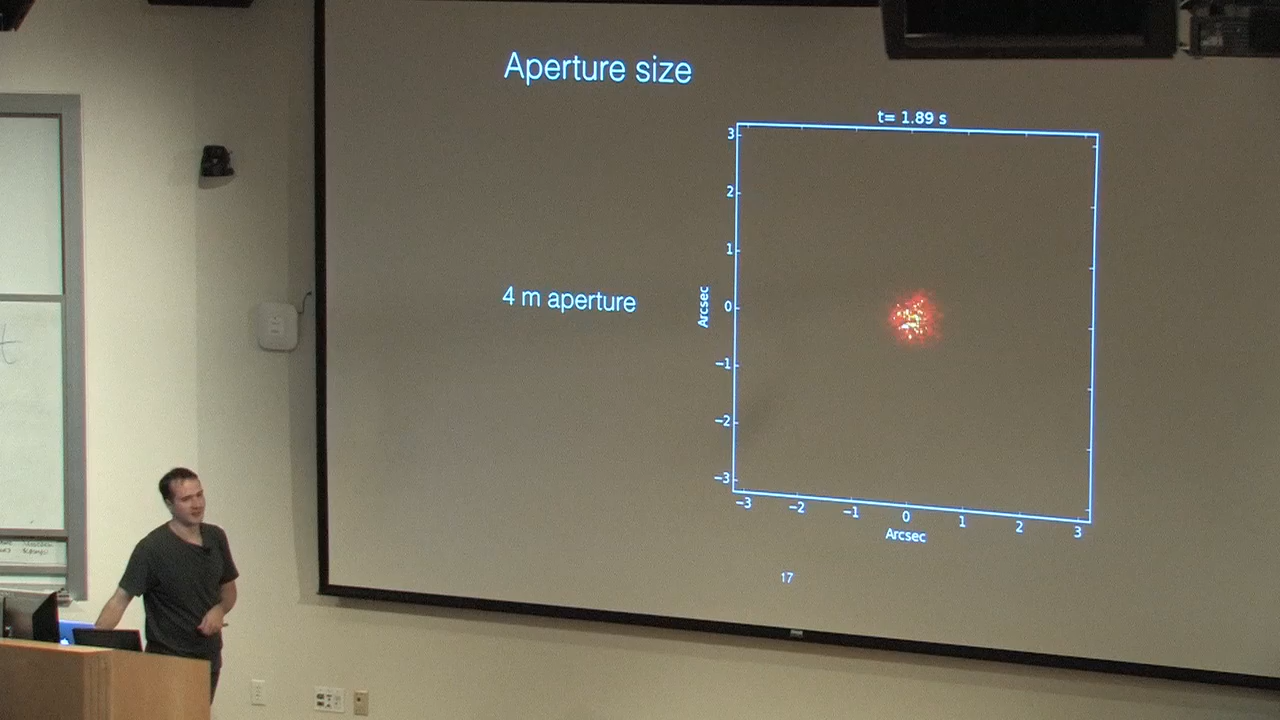 Aperture size
t= 1.89 s
3
2
1
4 m aperture
Arcsec
0
−1
−2
−3
−3
−2
−1
0
1
2
3
Arcsec
17
t